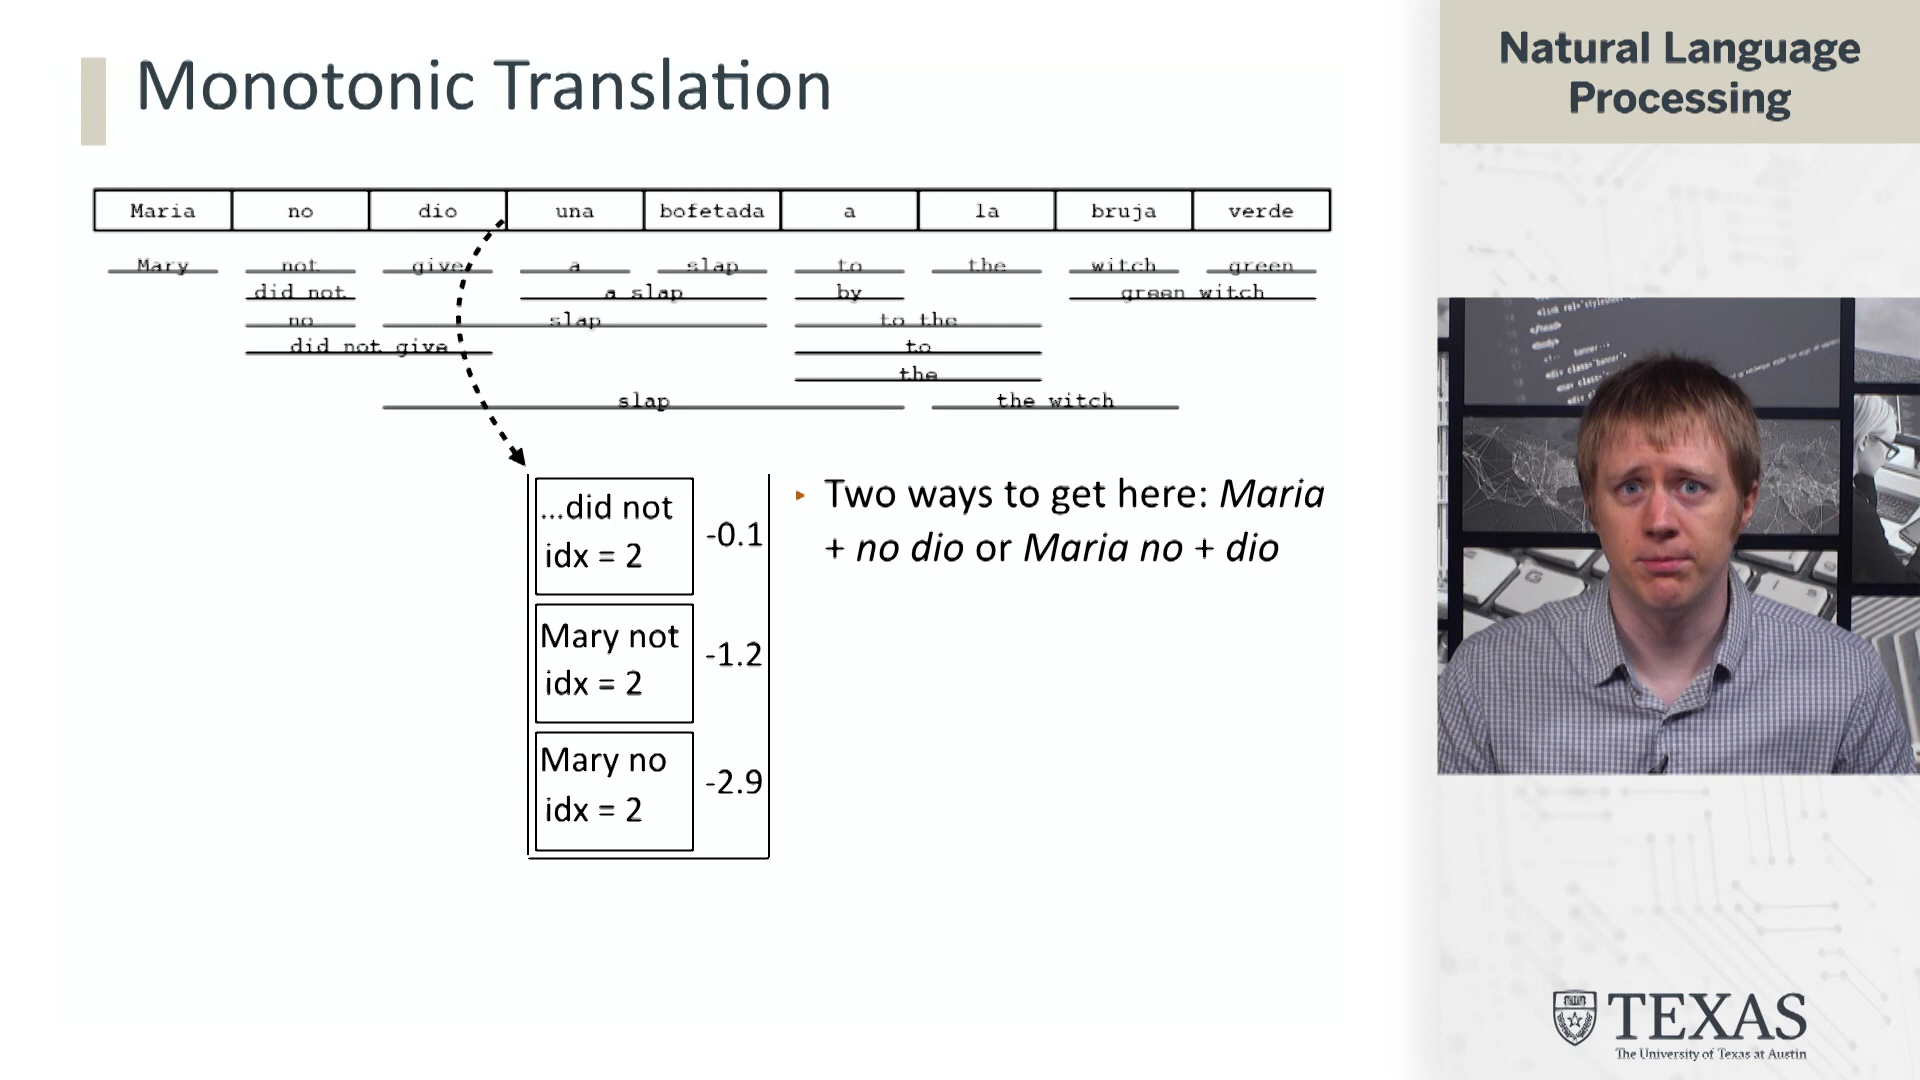 Monotonic Translation
Natural Language
Processing
Maria no dio una bofetada a la bruja verde
Mary not give a slap to the witch green
did not a slap by green witch
no slap to the
did not give to
the
slap the witch
...did not
idx = 2
-0.1
Mary not
idx = 2
-1.2
Mary no
idx = 2
-2.9
▸ Two ways to get here: Maria
+ no dio or Maria no + dio
TEXAS
The University of Texas at Austin